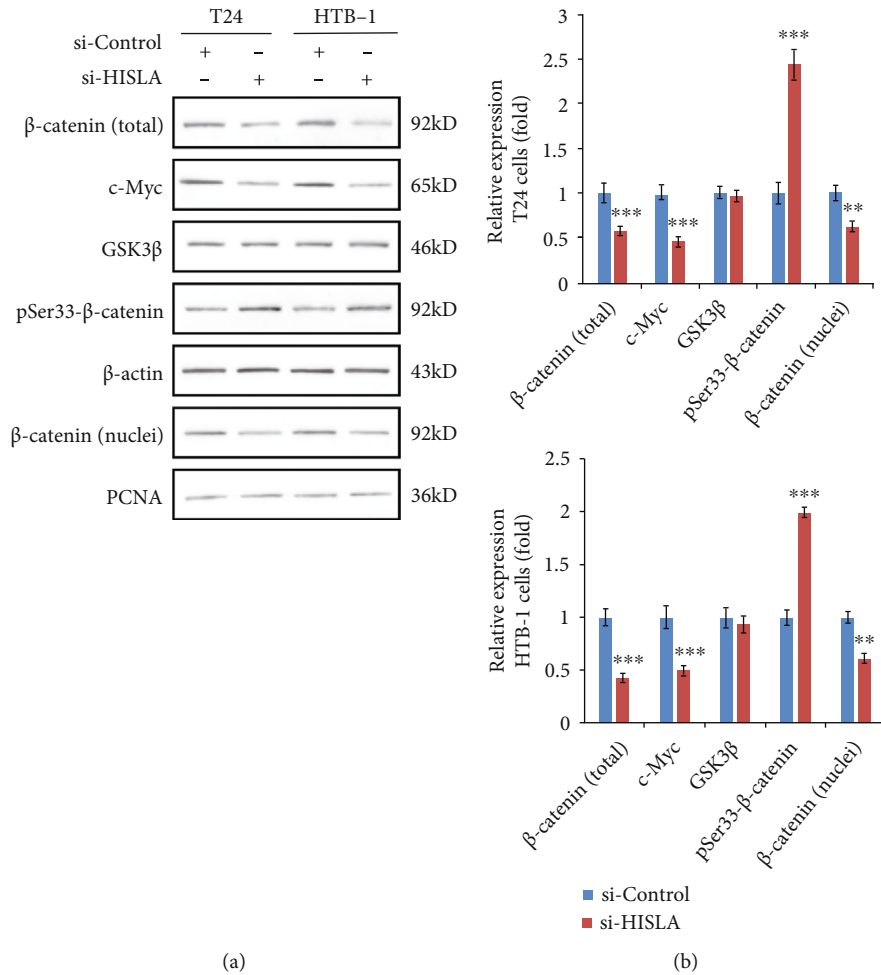 T24 HTB–1
si-Control + – + –
si-HISLA – + – +
β-catenin (total) 92kD
c-Myc 65kD
GSK3β 46kD
pSer33-β-catenin 92kD
β-actin 43kD
β-catenin (nuclei) 92kD
PCNA 36kD
(a)
Relative expression
T24 cells (fold)
3
2.5
2
1.5
1
0.5
0
***
***
***
**
β-catenin (total)
c-Myc
GSK3β
pSer33-β-catenin
β-catenin (nuclei)
Relative expression
HTB-1 cells (fold)
2.5
2
1.5
1
0.5
0
***
***
***
**
β-catenin (total)
c-Myc
GSK3β
pSer33-β-catenin
β-catenin (nuclei)
si-Control
si-HISLA
(b)